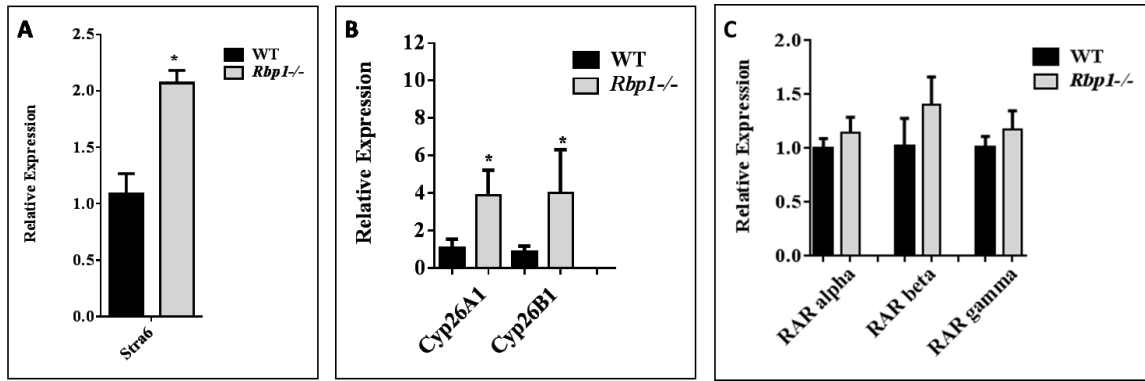 A
2.5
2.0
1.5
1.0
0.5
0.0
Relative Expression
*
WT
Rbp1-/-
Stra6
B
12
10
8
6
4
2
0
Relative Expression
*
*
WT
Rbp1-/-
Cyp26A1
Cyp26B1
C
2.0
1.5
1.0
0.5
0.0
Relative Expression
WT
Rbp1-/-
RAR alpha
RAR beta
RAR gamma